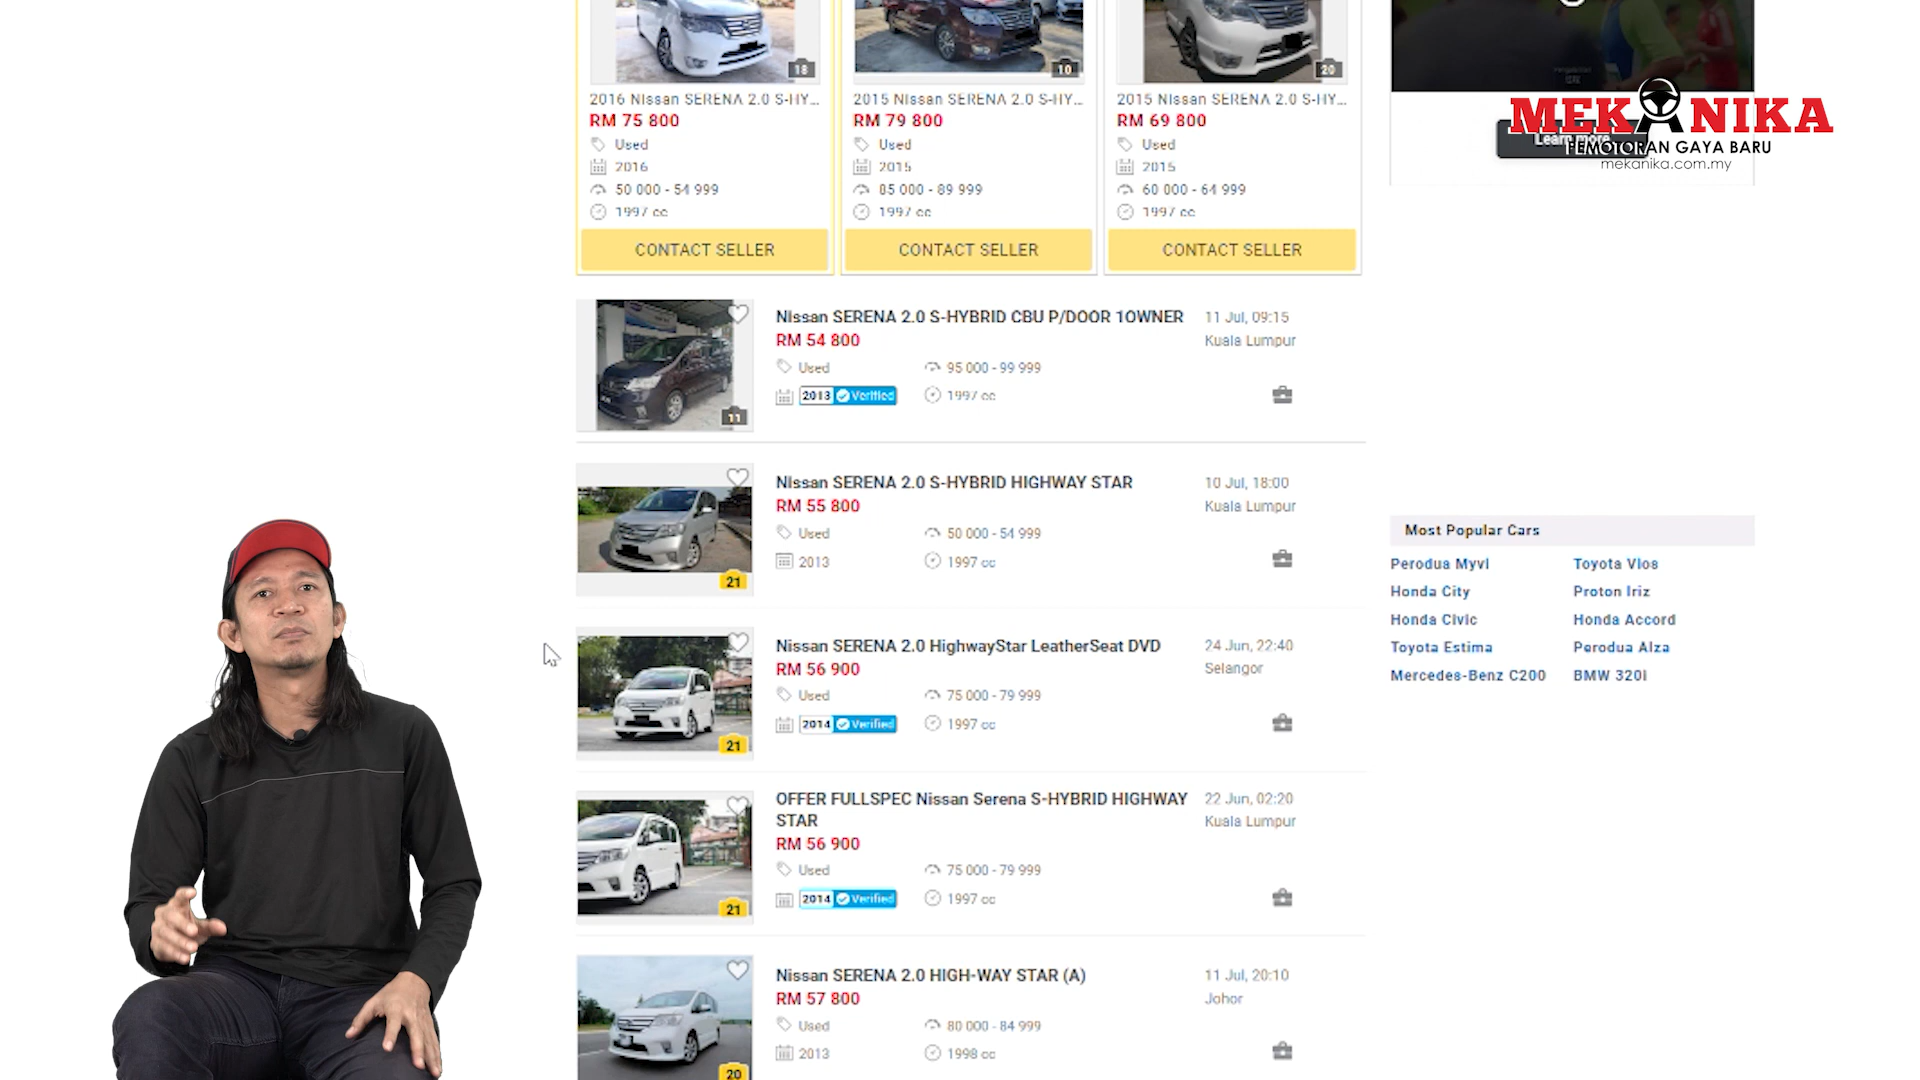 18
10
20
2016 Nissan SERENA 2.0 S-HY...
2015 Nissan SERENA 2.0 S-HY...
2015 Nissan SERENA 2.0 S-HY...
RM 75 800
RM 79 800
RM 69 800
Used
Used
Used
2016
2015
2015
50 000 - 54 999
85 000 - 89 999
60 000 - 64 999
1997 cc
1997 cc
1997 cc
CONTACT SELLER
CONTACT SELLER
CONTACT SELLER
MEKANIKA
Learn more
PEMOTORAN GAYA BARU
mekanika.com.my
Nissan SERENA 2.0 S-HYBRID CBU P/DOOR 1OWNER
11 Jul, 09:15
RM 54 800
Kuala Lumpur
Used
95 000 - 99 999
2013 Verified
1997 cc
11
Nissan SERENA 2.0 S-HYBRID HIGHWAY STAR
10 Jul, 18:00
RM 55 800
Kuala Lumpur
Used
50 000 - 54 999
2013
1997 cc
21
Nissan SERENA 2.0 HighwayStar LeatherSeat DVD
24 Jun, 22:40
RM 56 900
Selangor
Used
75 000 - 79 999
2014 Verified
1997 cc
21
OFFER FULLSPEC Nissan Serena S-HYBRID HIGHWAY
STAR
22 Jun, 02:20
RM 56 900
Kuala Lumpur
Used
75 000 - 79 999
2014 Verified
1997 cc
21
Nissan SERENA 2.0 HIGH-WAY STAR (A)
11 Jul, 20:10
RM 57 800
Johor
Used
80 000 - 84 999
2013
1998 cc
20
Most Popular Cars
Perodua Myvi
Toyota Vios
Honda City
Proton Iriz
Honda Civic
Honda Accord
Toyota Estima
Perodua Alza
Mercedes-Benz C200
BMW 320i